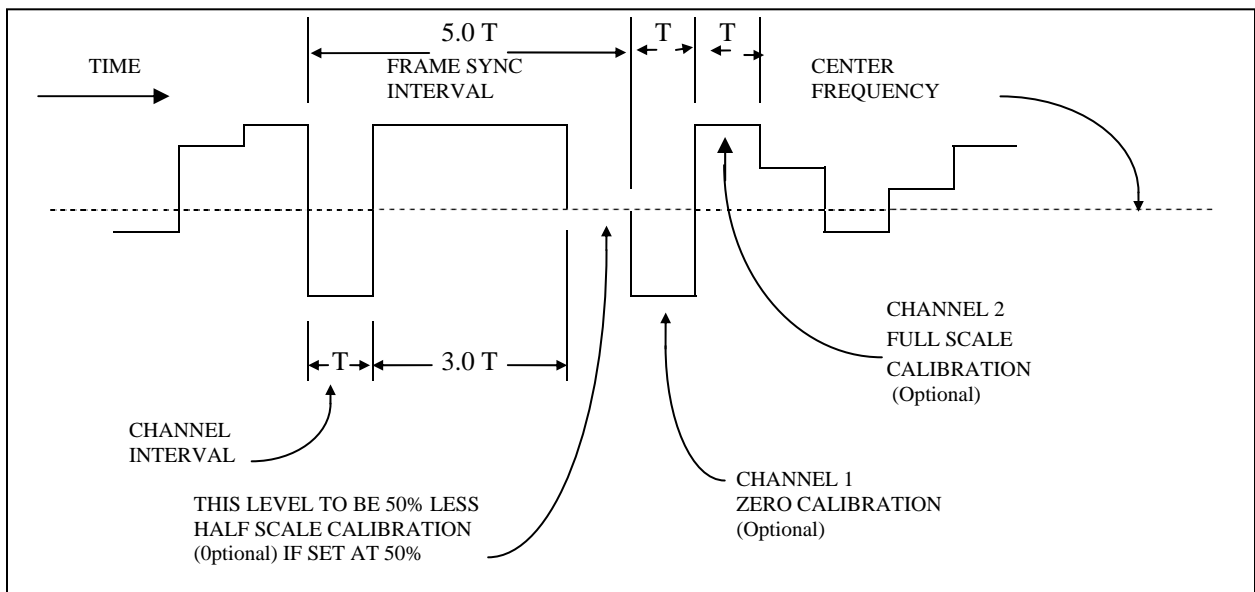 5.0 T
T
T
TIME
FRAME SYNC
INTERVAL
CENTER
FREQUENCY
T
3.0 T
CHANNEL 2
FULL SCALE
CALIBRATION
(Optional)
CHANNEL
INTERVAL
CHANNEL 1
ZERO CALIBRATION
(Optional)
THIS LEVEL TO BE 50% LESS
HALF SCALE CALIBRATION
(0ptional) IF SET AT 50%